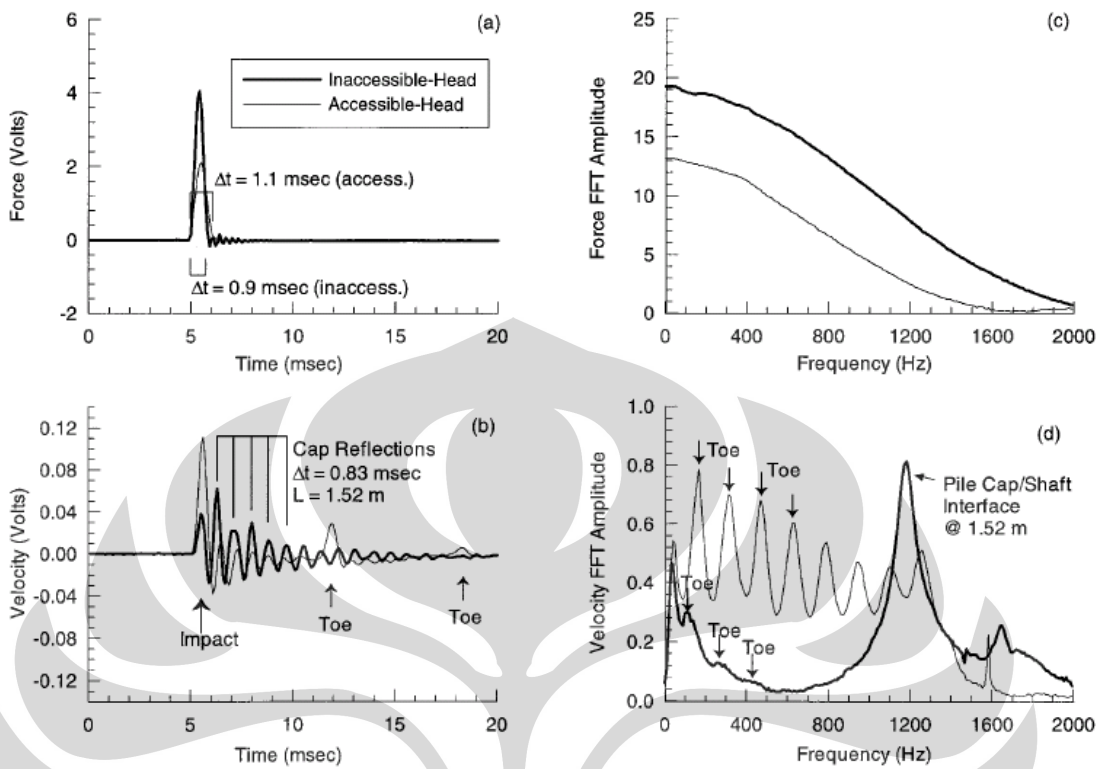 (a)
6
4
2
0
-2
Force (Volts)
Inaccessible-Head
Accessible-Head
Δt = 1.1 msec (access.)
Δt = 0.9 msec (inaccess.)
0 5 10 15 20
Time (msec)
(c)
25
20
15
10
5
0
Force FFT Amplitude
0 400 800 1200 1600 2000
Frequency (Hz)
(b)
0.12
0.08
0.04
0.00
-0.04
-0.08
-0.12
Velocity (Volts)
Cap Reflections
Δt = 0.83 msec
L = 1.52 m
Impact
Toe
Toe
0 5 10 15 20
Time (msec)
(d)
1.0
0.8
0.6
0.4
0.2
0.0
Velocity FFT Amplitude
Toe
Toe
Pile Cap/Shaft
Interface
@ 1.52 m
Toe
Toe
Toe
0 400 800 1200 1600 2000
Frequency (Hz)